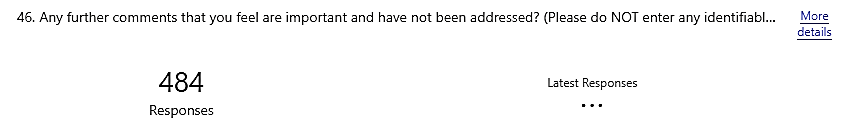 46. Any further comments that you feel are important and have not been addressed? (Please do NOT enter any identifiabl...
More
details
484
Responses
Latest Responses
...